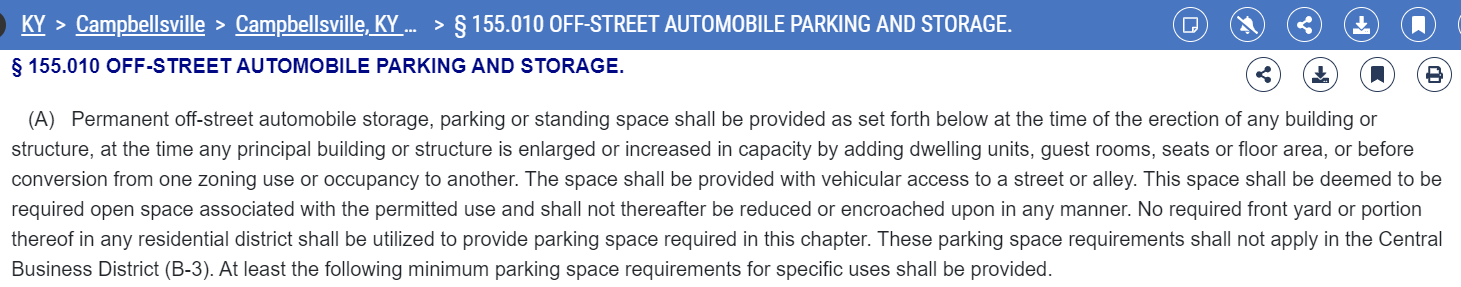 KY > Campbellsville > Campbellsville, KY ... > § 155.010 OFF-STREET AUTOMOBILE PARKING AND STORAGE.
§ 155.010 OFF-STREET AUTOMOBILE PARKING AND STORAGE.
(A) Permanent off-street automobile storage, parking or standing space shall be provided as set forth below at the time of the erection of any building or
structure, at the time any principal building or structure is enlarged or increased in capacity by adding dwelling units, guest rooms, seats or floor area, or before
conversion from one zoning use or occupancy to another. The space shall be provided with vehicular access to a street or alley. This space shall be deemed to be
required open space associated with the permitted use and shall not thereafter be reduced or encroached upon in any manner. No required front yard or portion
thereof in any residential district shall be utilized to provide parking space required in this chapter. These parking space requirements shall not apply in the Central
Business District (B-3). At least the following minimum parking space requirements for specific uses shall be provided.